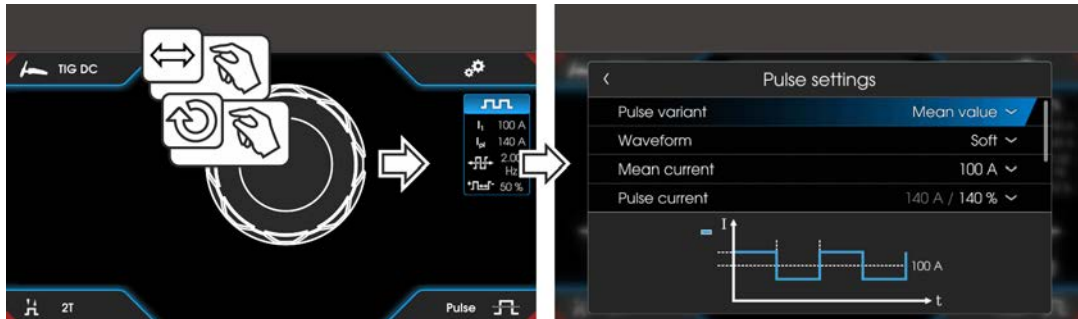 TIG DC
I₁ 100 A
Ipl 140 A
2.00
Hz
50 %
2T
Pulse
Pulse settings
Pulse variant Mean value
Waveform Soft
Mean current 100 A
Pulse current 140 A / 140 %
I
100 A
t